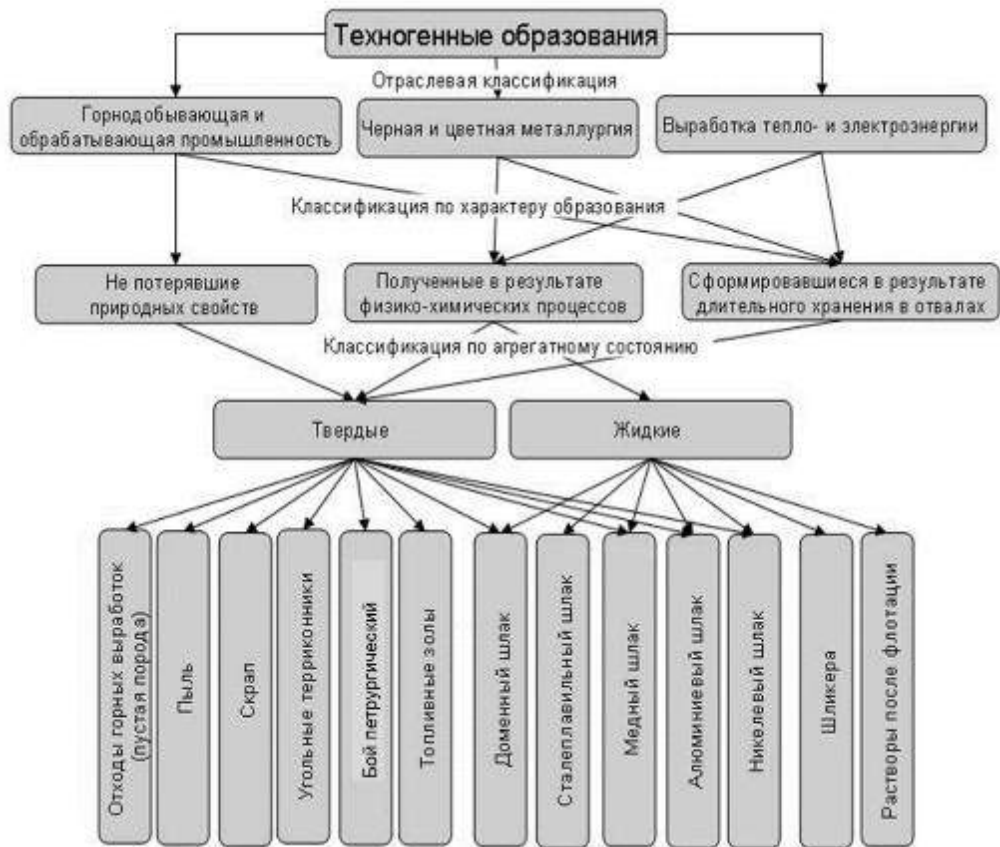 Техногенные образования
Отраслевая классификация
Горнодобывающая и
обрабатывающая промышленность
Черная и цветная металлургия
Выработка тепло- и электроэнергии
Классификация по характеру образования
Не потерявшие
природных свойств
Полученные в результате
физико-химических процессов
Сформировавшиеся в результате
длительного хранения в отвалах
Классификация по агрегатному состоянию
Твердые
Жидкие
Отходы горных выработок
(пустая порода)
Пыль
Скрап
Угольные терриконники
Бой петрургический
Топливные золы
Доменный шлак
Сталеплавильный шлак
Медный шлак
Алюминиевый шлак
Никелевый шлак
Шликера
Растворы после флотации